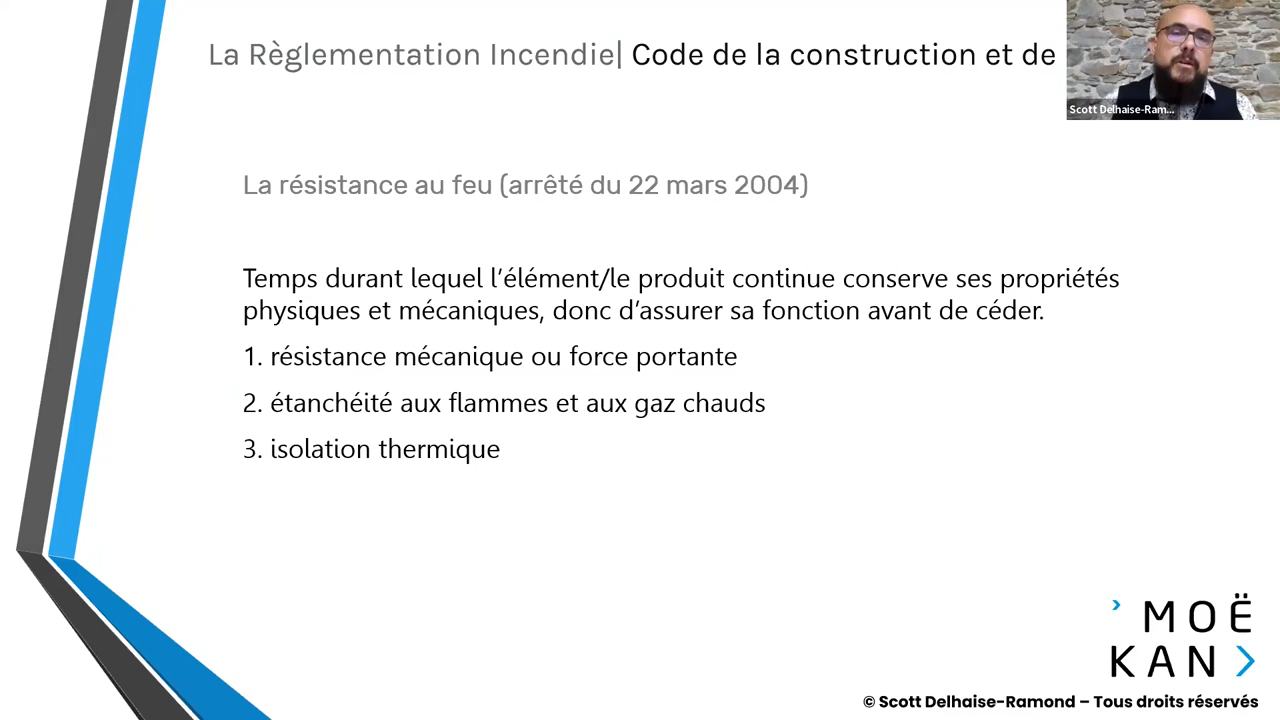 La Règlementation Incendie| Code de la construction et de
Scott Delhaise-Ram...
La résistance au feu (arrêté du 22 mars 2004)
Temps durant lequel l’élément/le produit continue conserve ses propriétés
physiques et mécaniques, donc d’assurer sa fonction avant de céder.
1. résistance mécanique ou force portante
2. étanchéité aux flammes et aux gaz chauds
3. isolation thermique
MOË
KAN
© Scott Delhaise-Ramond – Tous droits réservés